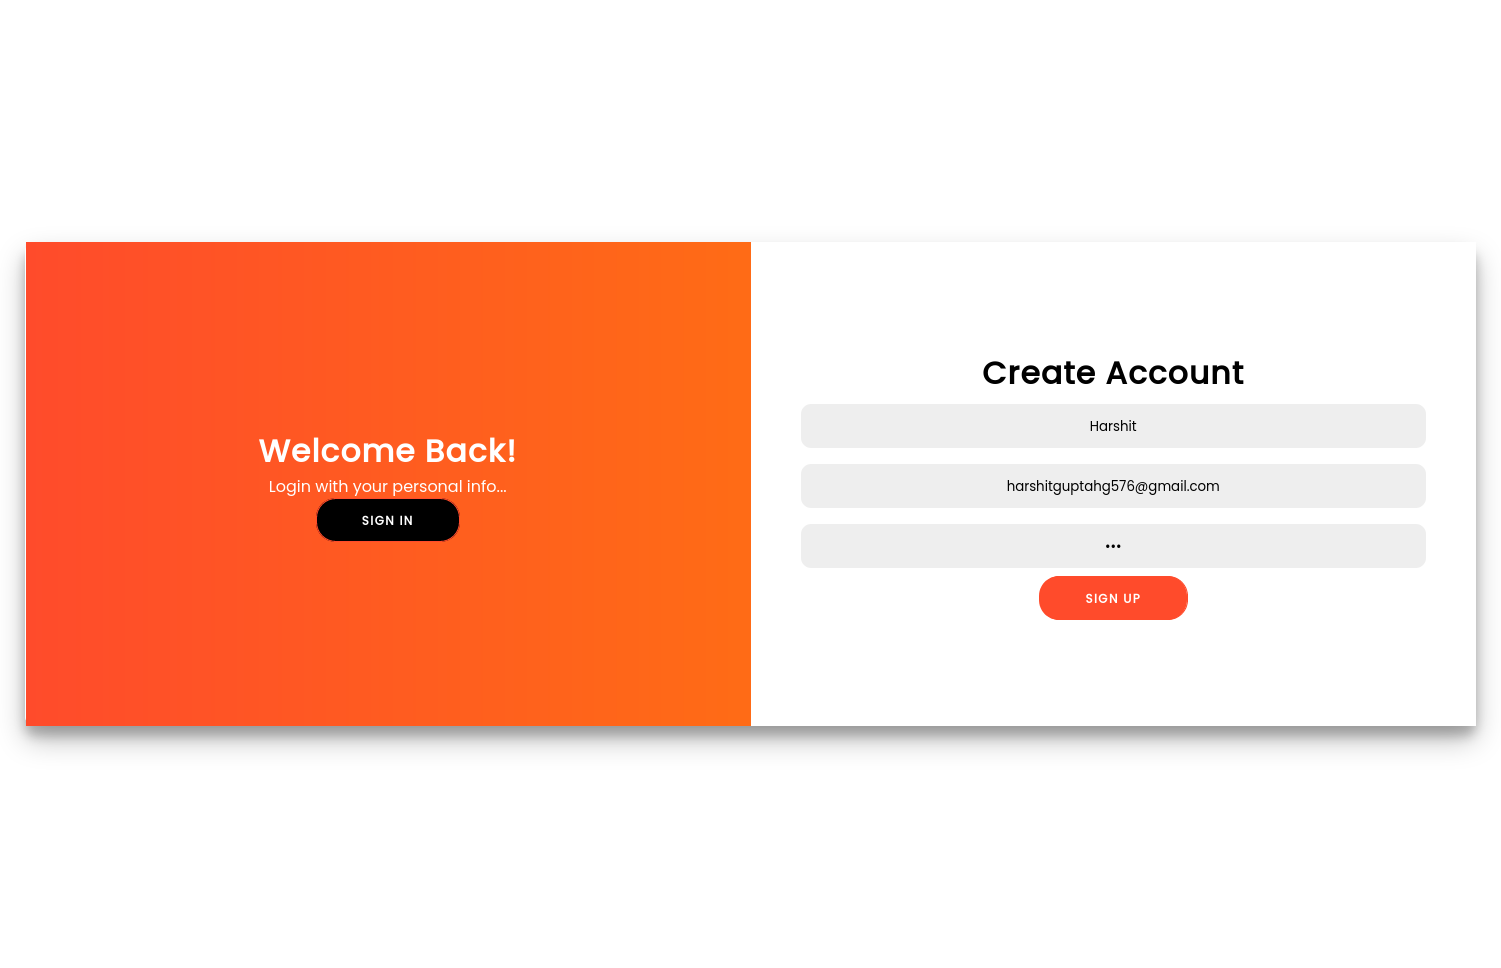 Welcome Back!
Login with your personal info...
SIGN IN
Create Account
Harshit
harshitguptahg576@gmail.com
•••
SIGN UP